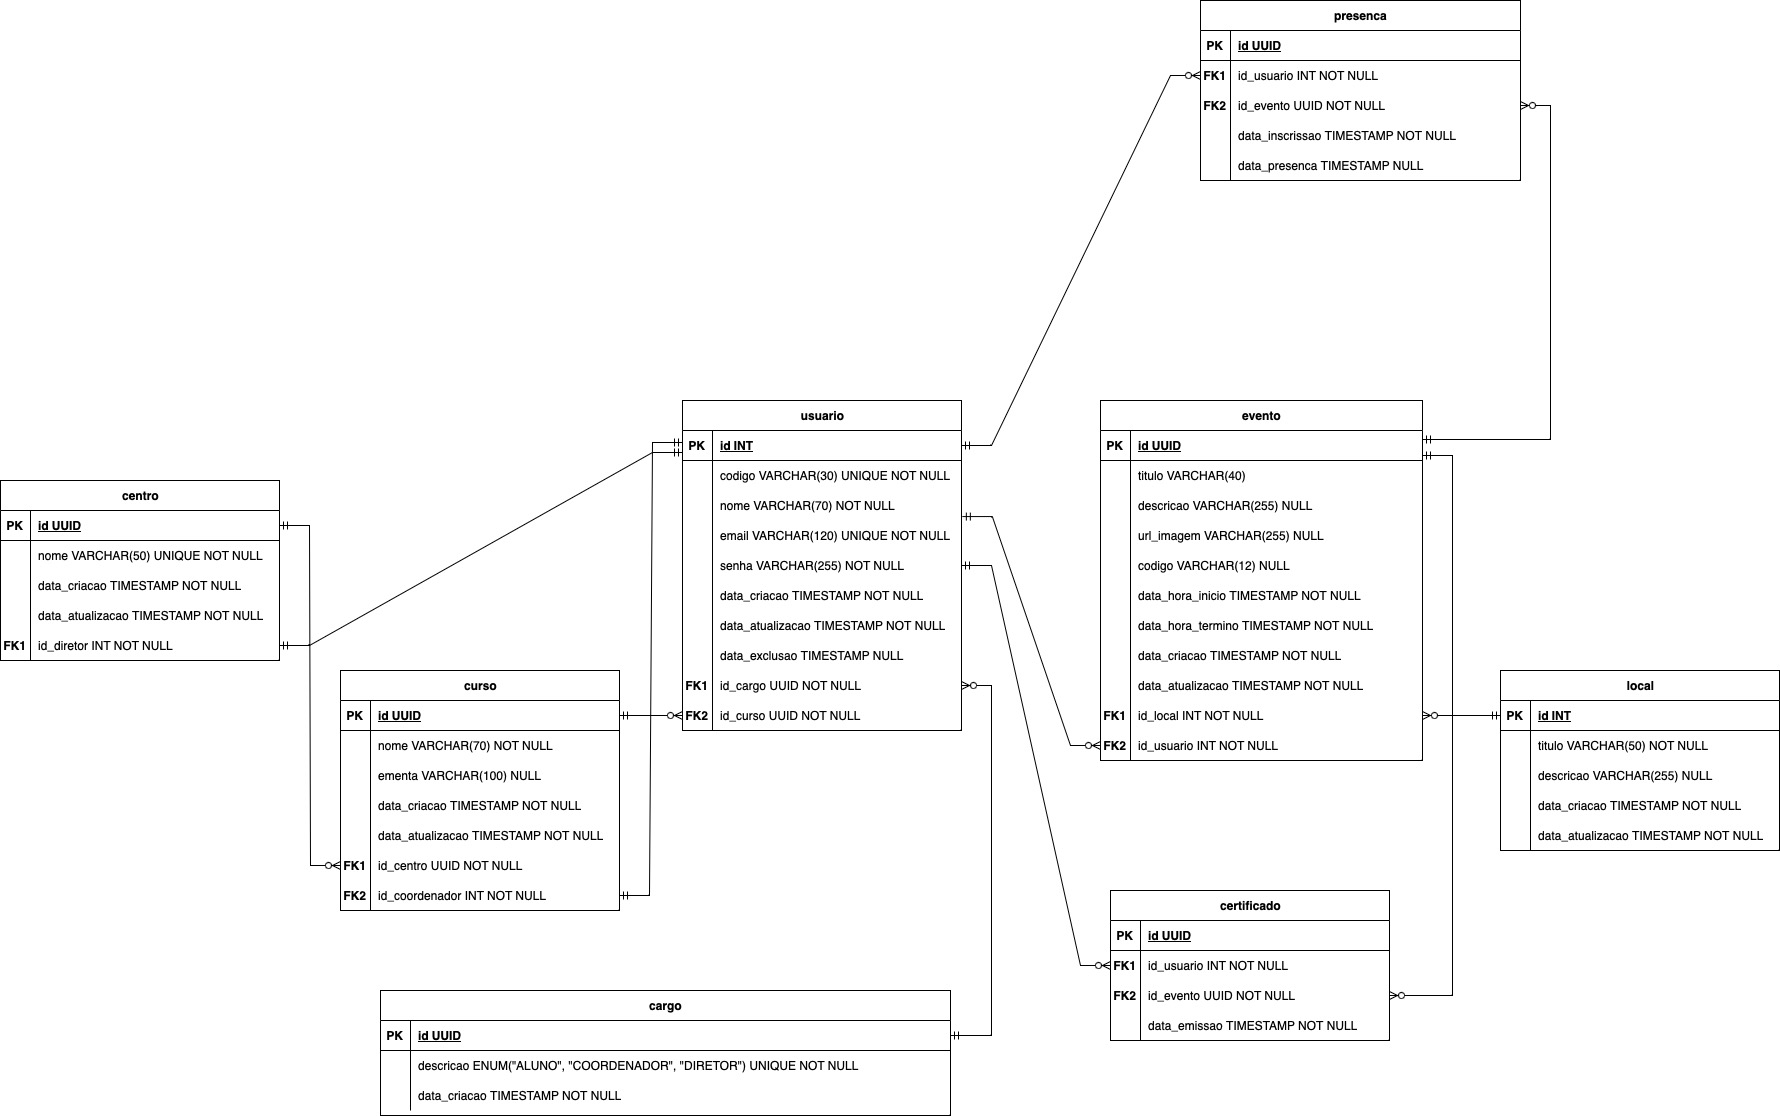 presenca
PK id UUID
FK1 id_usuario INT NOT NULL
FK2 id_evento UUID NOT NULL
data_inscrissao TIMESTAMP NOT NULL
data_presenca TIMESTAMP NULL
usuario
PK id INT
codigo VARCHAR(30) UNIQUE NOT NULL
nome VARCHAR(70) NOT NULL
email VARCHAR(120) UNIQUE NOT NULL
senha VARCHAR(255) NOT NULL
data_criacao TIMESTAMP NOT NULL
data_atualizacao TIMESTAMP NOT NULL
data_exclusao TIMESTAMP NULL
FK1 id_cargo UUID NOT NULL
FK2 id_curso UUID NOT NULL
evento
PK id UUID
titulo VARCHAR(40)
descricao VARCHAR(255) NULL
url_imagem VARCHAR(255) NULL
codigo VARCHAR(12) NULL
data_hora_inicio TIMESTAMP NOT NULL
data_hora_termino TIMESTAMP NOT NULL
data_criacao TIMESTAMP NOT NULL
data_atualizacao TIMESTAMP NOT NULL
FK1 id_local INT NOT NULL
FK2 id_usuario INT NOT NULL
centro
PK id UUID
nome VARCHAR(50) UNIQUE NOT NULL
data_criacao TIMESTAMP NOT NULL
data_atualizacao TIMESTAMP NOT NULL
FK1 id_diretor INT NOT NULL
curso
PK id UUID
nome VARCHAR(70) NOT NULL
ementa VARCHAR(100) NULL
data_criacao TIMESTAMP NOT NULL
data_atualizacao TIMESTAMP NOT NULL
FK1 id_centro UUID NOT NULL
FK2 id_coordenador INT NOT NULL
local
PK id INT
titulo VARCHAR(50) NOT NULL
descricao VARCHAR(255) NULL
data_criacao TIMESTAMP NOT NULL
data_atualizacao TIMESTAMP NOT NULL
certificado
PK id UUID
FK1 id_usuario INT NOT NULL
FK2 id_evento UUID NOT NULL
data_emissao TIMESTAMP NOT NULL
cargo
PK id UUID
descricao ENUM("ALUNO", "COORDENADOR", "DIRETOR") UNIQUE NOT NULL
data_criacao TIMESTAMP NOT NULL